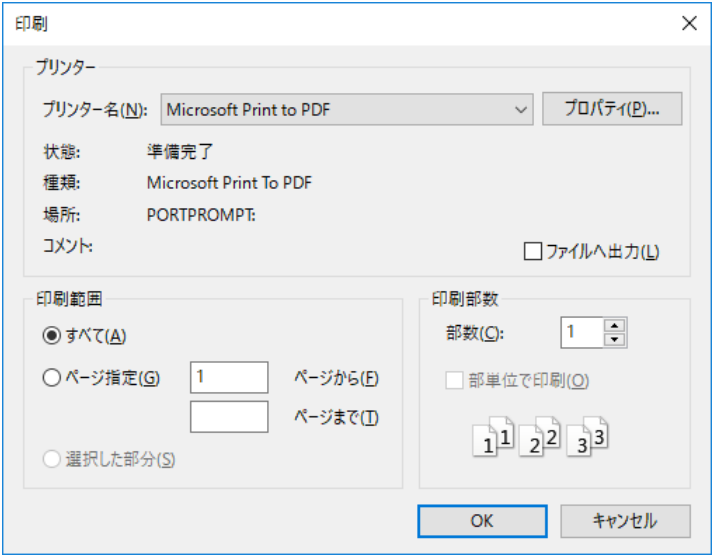 印刷
プリンター
プリンター名(N): Microsoft Print to PDF プロパティ(P)...
状態: 準備完了
種類: Microsoft Print To PDF
場所: PORTPROMPT:
コメント:
ファイルへ出力(L)
印刷範囲
すべて(A)
ページ指定(G) 1 ページから(F)
ページまで(T)
選択した部分(S)
印刷部数
部数(C): 1
部単位で印刷(O)
1 1 2 2 3 3
OK キャンセル